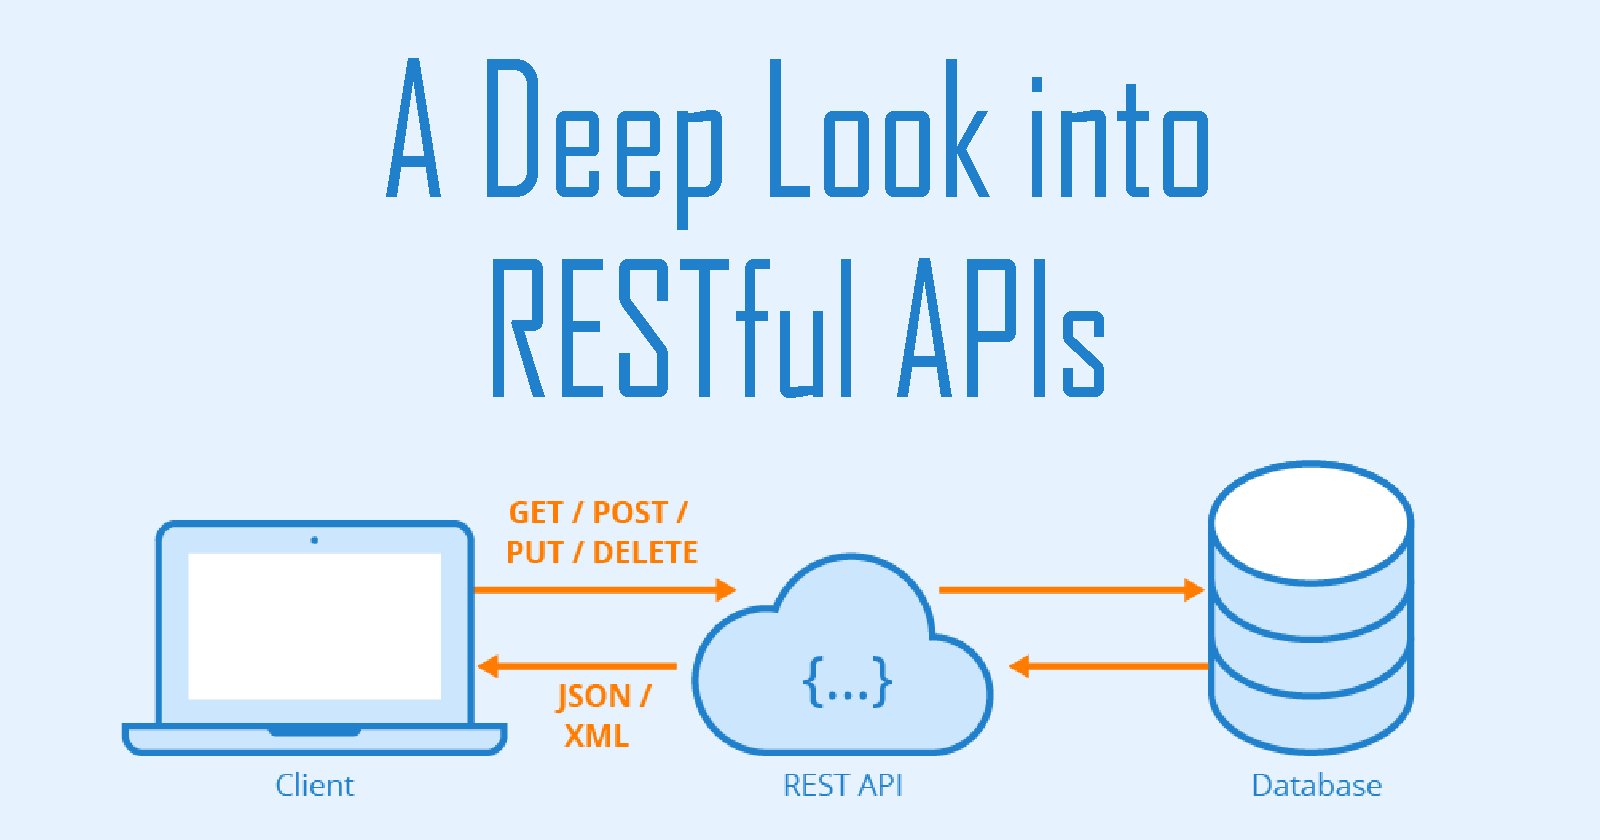 A Deep Look into
RESTful APIs
GET / POST /
PUT / DELETE
{...}
JSON /
XML
Client
REST API
Database